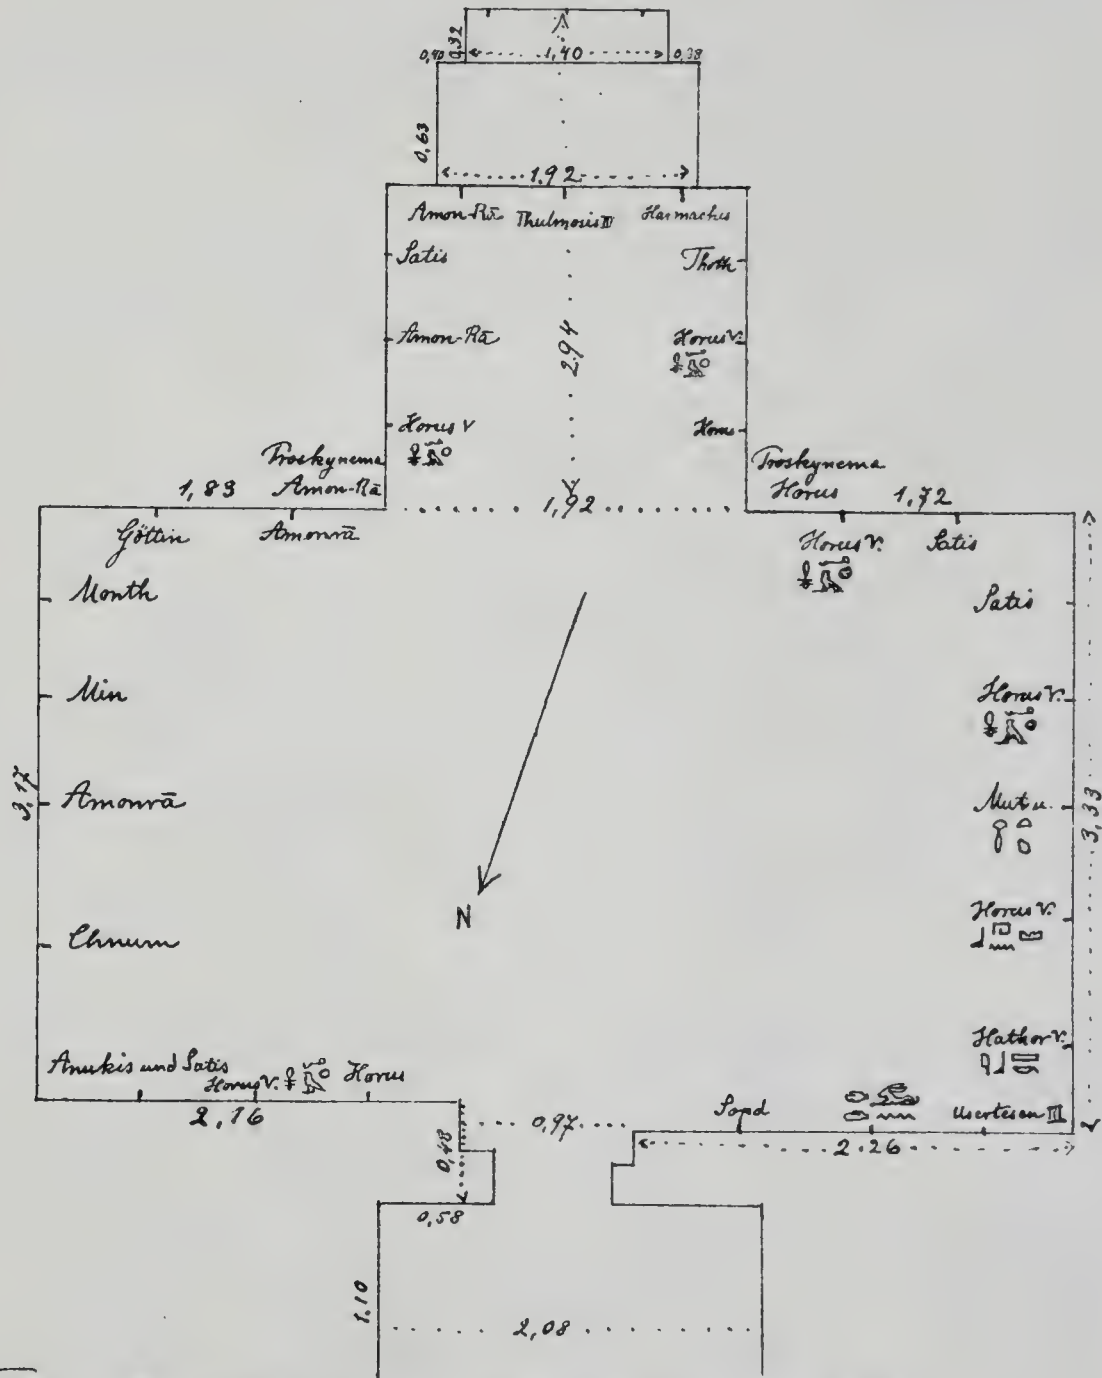 0,32
0,40 1,40 0,38
0,63
1.92
Amon-Rā Thutmosis III Harmachis
Satis Thoth
Amon-Rā Horus V.
2.94
Horus V Horus
Proskynema Proskynema
1,83 Amon-Rā 1,92 Horus 1,72
Göttin Amonrā Horus V. Satis
Month Satis
Min Horus V.
3,17 Amonrā Mut u. 3,33
N
Chnum Horus V.
Hathor V.
Anukis und Satis Horus V. Horus
Sopd Usertesen III
2,16 0,97 2.26
0,48
0,58
1.10
2,08